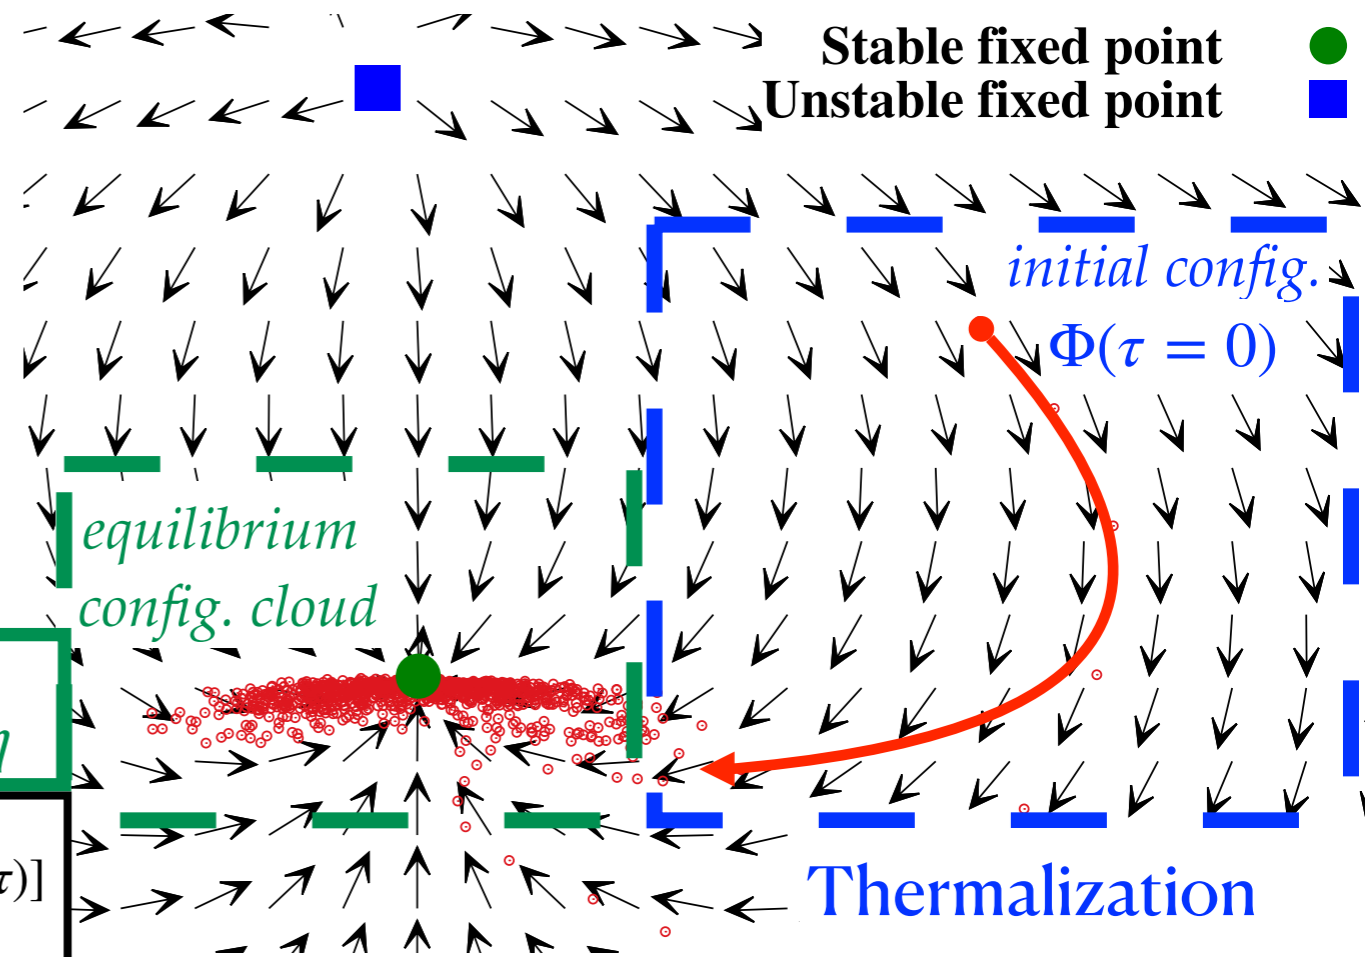 Stable fixed point
Unstable fixed point
initial config.
Φ(τ = 0)
equilibrium
config. cloud
η
τ)]
Thermalization